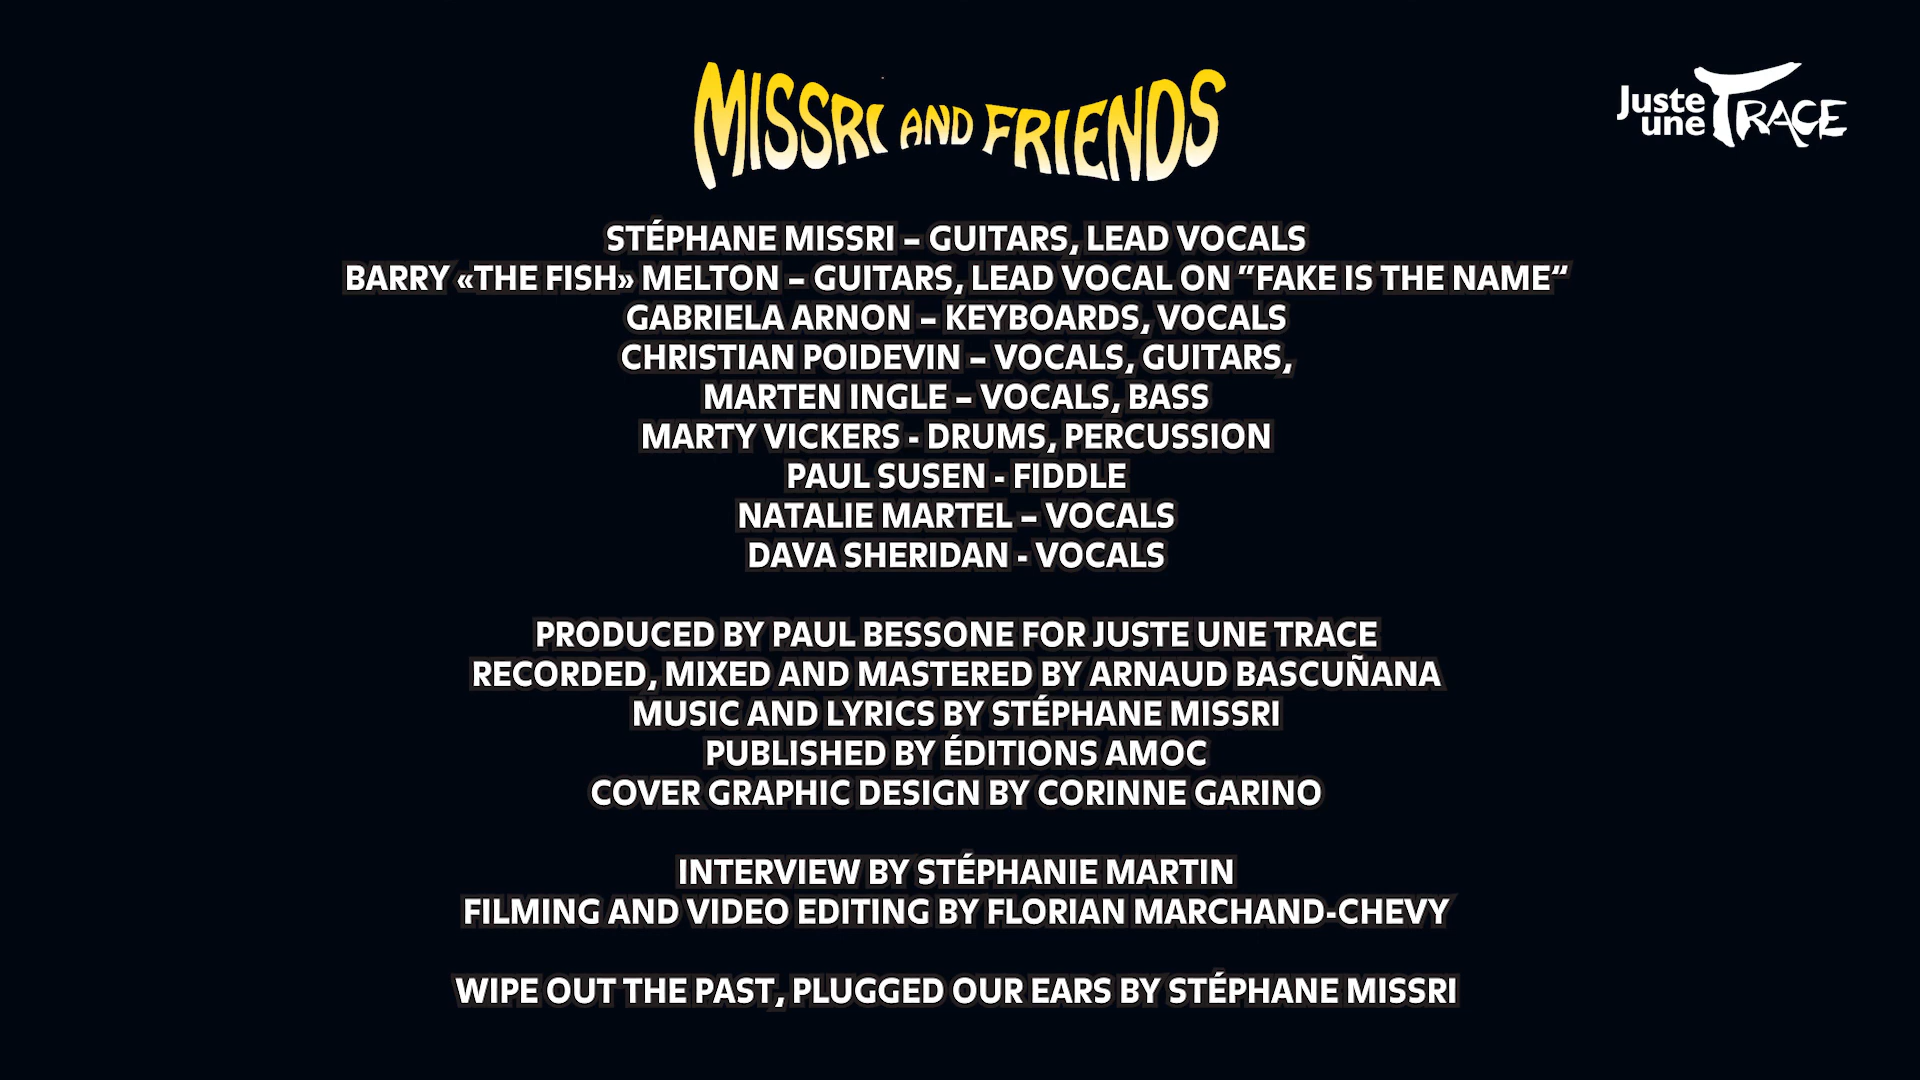 MISSRI AND FRIENDS
Juste une TRACE
STÉPHANE MISSRI – GUITARS, LEAD VOCALS
BARRY «THE FISH» MELTON – GUITARS, LEAD VOCAL ON ”FAKE IS THE NAME“
GABRIELA ARNON – KEYBOARDS, VOCALS
CHRISTIAN POIDEVIN – VOCALS, GUITARS,
MARTEN INGLE – VOCALS, BASS
MARTY VICKERS - DRUMS, PERCUSSION
PAUL SUSEN - FIDDLE
NATALIE MARTEL – VOCALS
DAVA SHERIDAN - VOCALS
PRODUCED BY PAUL BESSONE FOR JUSTE UNE TRACE
RECORDED, MIXED AND MASTERED BY ARNAUD BASCUÑANA
MUSIC AND LYRICS BY STÉPHANE MISSRI
PUBLISHED BY ÉDITIONS AMOC
COVER GRAPHIC DESIGN BY CORINNE GARINO
INTERVIEW BY STÉPHANIE MARTIN
FILMING AND VIDEO EDITING BY FLORIAN MARCHAND-CHEVY
WIPE OUT THE PAST, PLUGGED OUR EARS BY STÉPHANE MISSRI